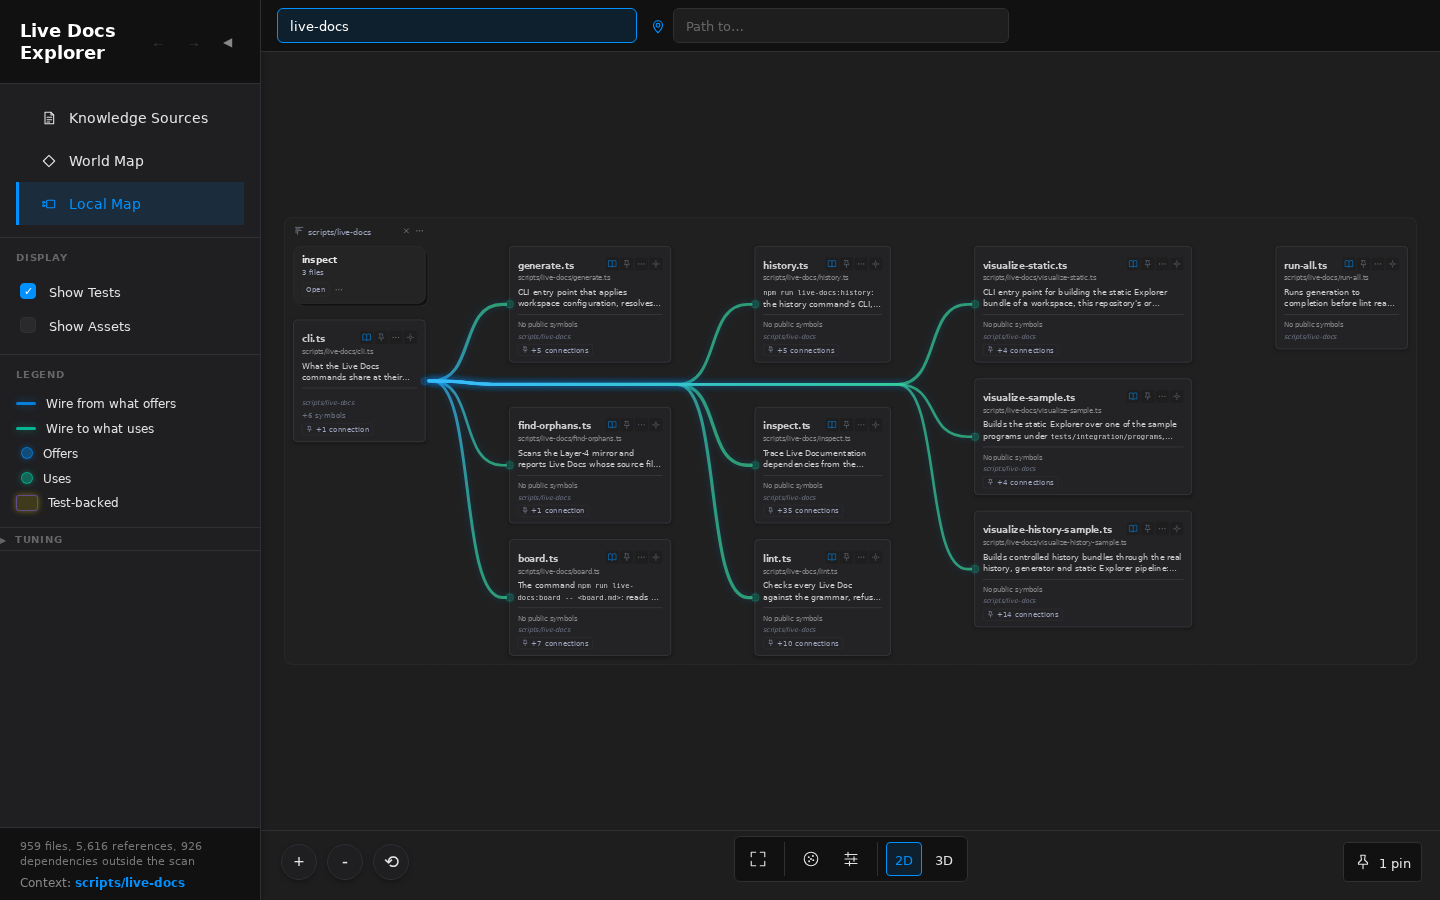 Live Docs
Explorer
live-docs
Path to...
Knowledge Sources
World Map
Local Map
DISPLAY
Show Tests
Show Assets
LEGEND
Wire from what offers
Wire to what uses
Offers
Uses
Test-backed
TUNING
959 files, 5,616 references, 926
dependencies outside the scan
Context: scripts/live-docs
scripts/live-docs
inspect
3 files
Open
cli.ts
scripts/live-docs/cli.ts
What the Live Docs
commands share at their...
scripts/live-docs
+6 symbols
+1 connection
generate.ts
scripts/live-docs/generate.ts
CLI entry point that applies
workspace configuration, resolves...
No public symbols
scripts/live-docs
+5 connections
find-orphans.ts
scripts/live-docs/find-orphans.ts
Scans the Layer-4 mirror and
reports Live Docs whose source fil...
No public symbols
scripts/live-docs
+1 connection
board.ts
scripts/live-docs/board.ts
The command npm run live-
docs:board -- <board.md>: reads ...
No public symbols
scripts/live-docs
+7 connections
history.ts
scripts/live-docs/history.ts
npm run live-docs:history:
the history command's CLI,...
No public symbols
scripts/live-docs
+5 connections
inspect.ts
scripts/live-docs/inspect.ts
Trace Live Documentation
dependencies from the...
No public symbols
scripts/live-docs
+35 connections
lint.ts
scripts/live-docs/lint.ts
Checks every Live Doc
against the grammar, refus...
No public symbols
scripts/live-docs
+10 connections
visualize-static.ts
scripts/live-docs/visualize-static.ts
CLI entry point for building the static Explorer
bundle of a workspace, this repository's or...
No public symbols
scripts/live-docs
+4 connections
visualize-sample.ts
scripts/live-docs/visualize-sample.ts
Builds the static Explorer over one of the sample
programs under tests/integration/programs,...
No public symbols
scripts/live-docs
+4 connections
visualize-history-sample.ts
scripts/live-docs/visualize-history-sample.ts
Builds controlled history bundles through the real
history, generator and static Explorer pipeline:...
No public symbols
scripts/live-docs
+14 connections
run-all.ts
scripts/live-docs/run-all.ts
Runs generation to
completion before lint rea...
No public symbols
scripts/live-docs
+
-
2D
3D
1 pin